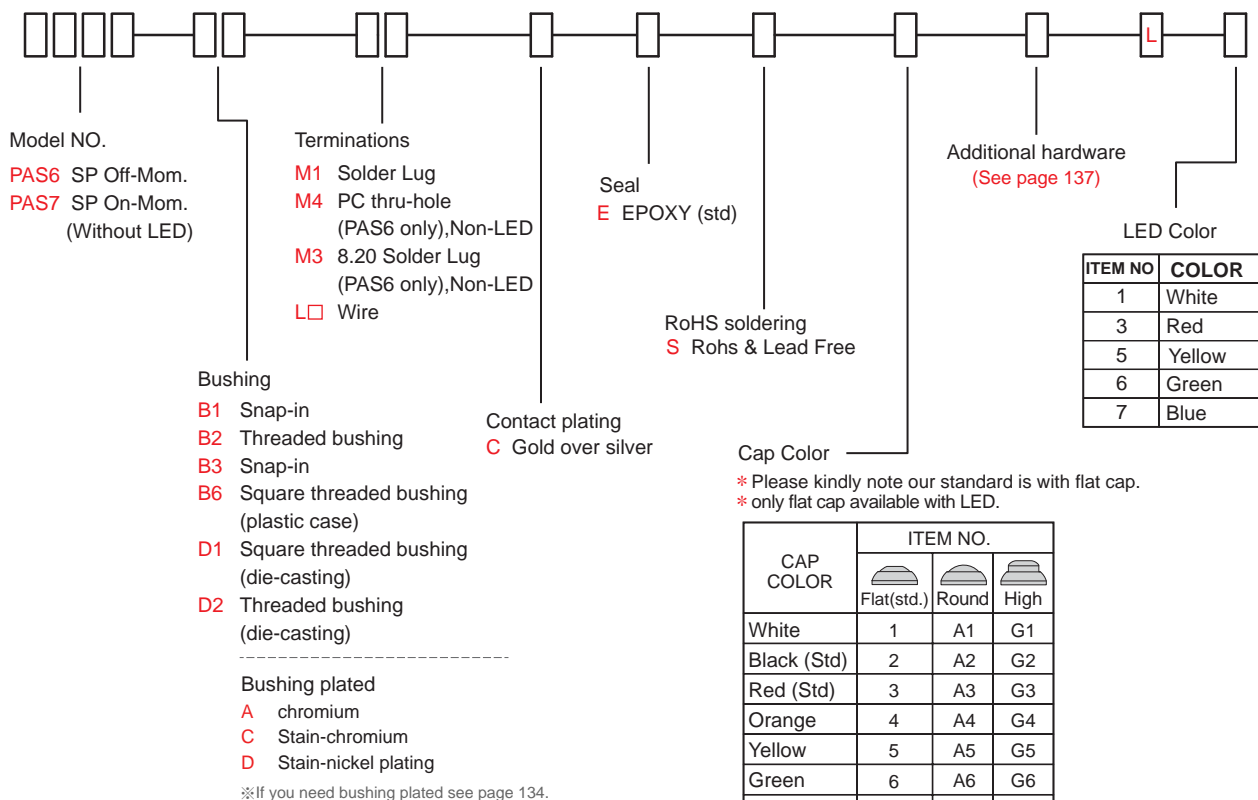 L
Model NO.
PAS6 SP Off-Mom.
PAS7 SP On-Mom.
(Without LED)
Terminations
M1 Solder Lug
M4 PC thru-hole
(PAS6 only),Non-LED
M3 8.20 Solder Lug
(PAS6 only),Non-LED
L□ Wire
Seal
E EPOXY (std)
Additional hardware
(See page 137)
LED Color
ITEM NO COLOR
1 White
3 Red
5 Yellow
6 Green
7 Blue
RoHS soldering
S Rohs & Lead Free
Bushing
B1 Snap-in
B2 Threaded bushing
B3 Snap-in
B6 Square threaded bushing
(plastic case)
D1 Square threaded bushing
(die-casting)
D2 Threaded bushing
(die-casting)
Bushing plated
A chromium
C Stain-chromium
D Stain-nickel plating
※If you need bushing plated see page 134.
Contact plating
C Gold over silver
Cap Color
* Please kindly note our standard is with flat cap.
* only flat cap available with LED.
CAP COLOR ITEM NO.
Flat(std.) Round High
White 1 A1 G1
Black (Std) 2 A2 G2
Red (Std) 3 A3 G3
Orange 4 A4 G4
Yellow 5 A5 G5
Green 6 A6 G6